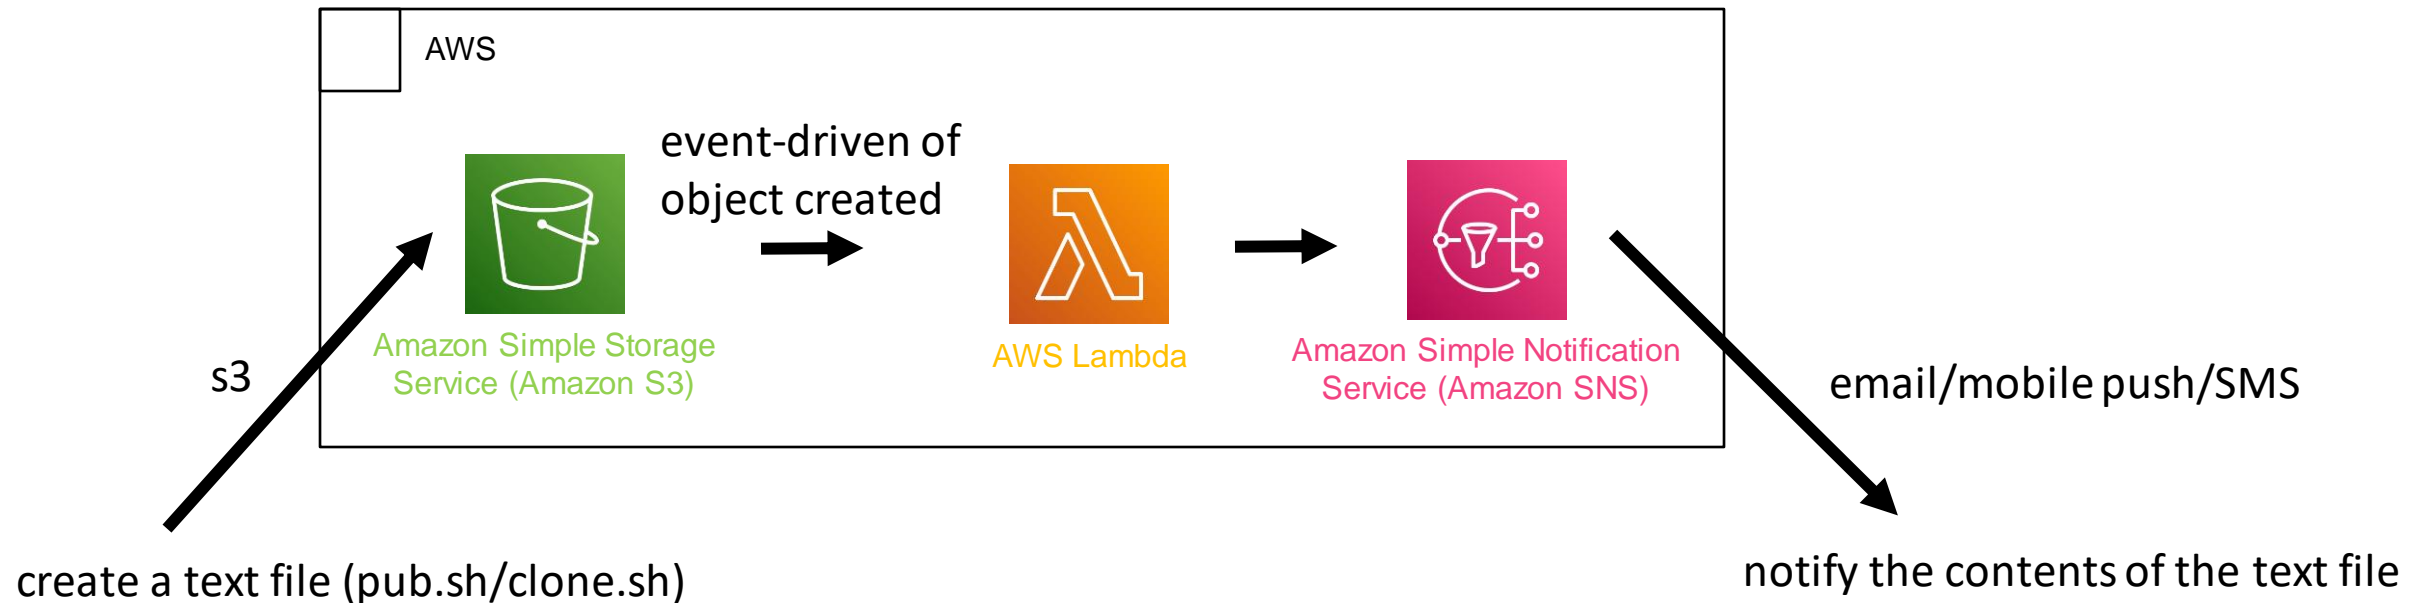 AWS
event-driven of
object created
Amazon Simple Storage
Service (Amazon S3)
AWS Lambda
Amazon Simple Notification
Service (Amazon SNS)
s3
email/mobile push/SMS
create a text file (pub.sh/clone.sh)
notify the contents of the text file